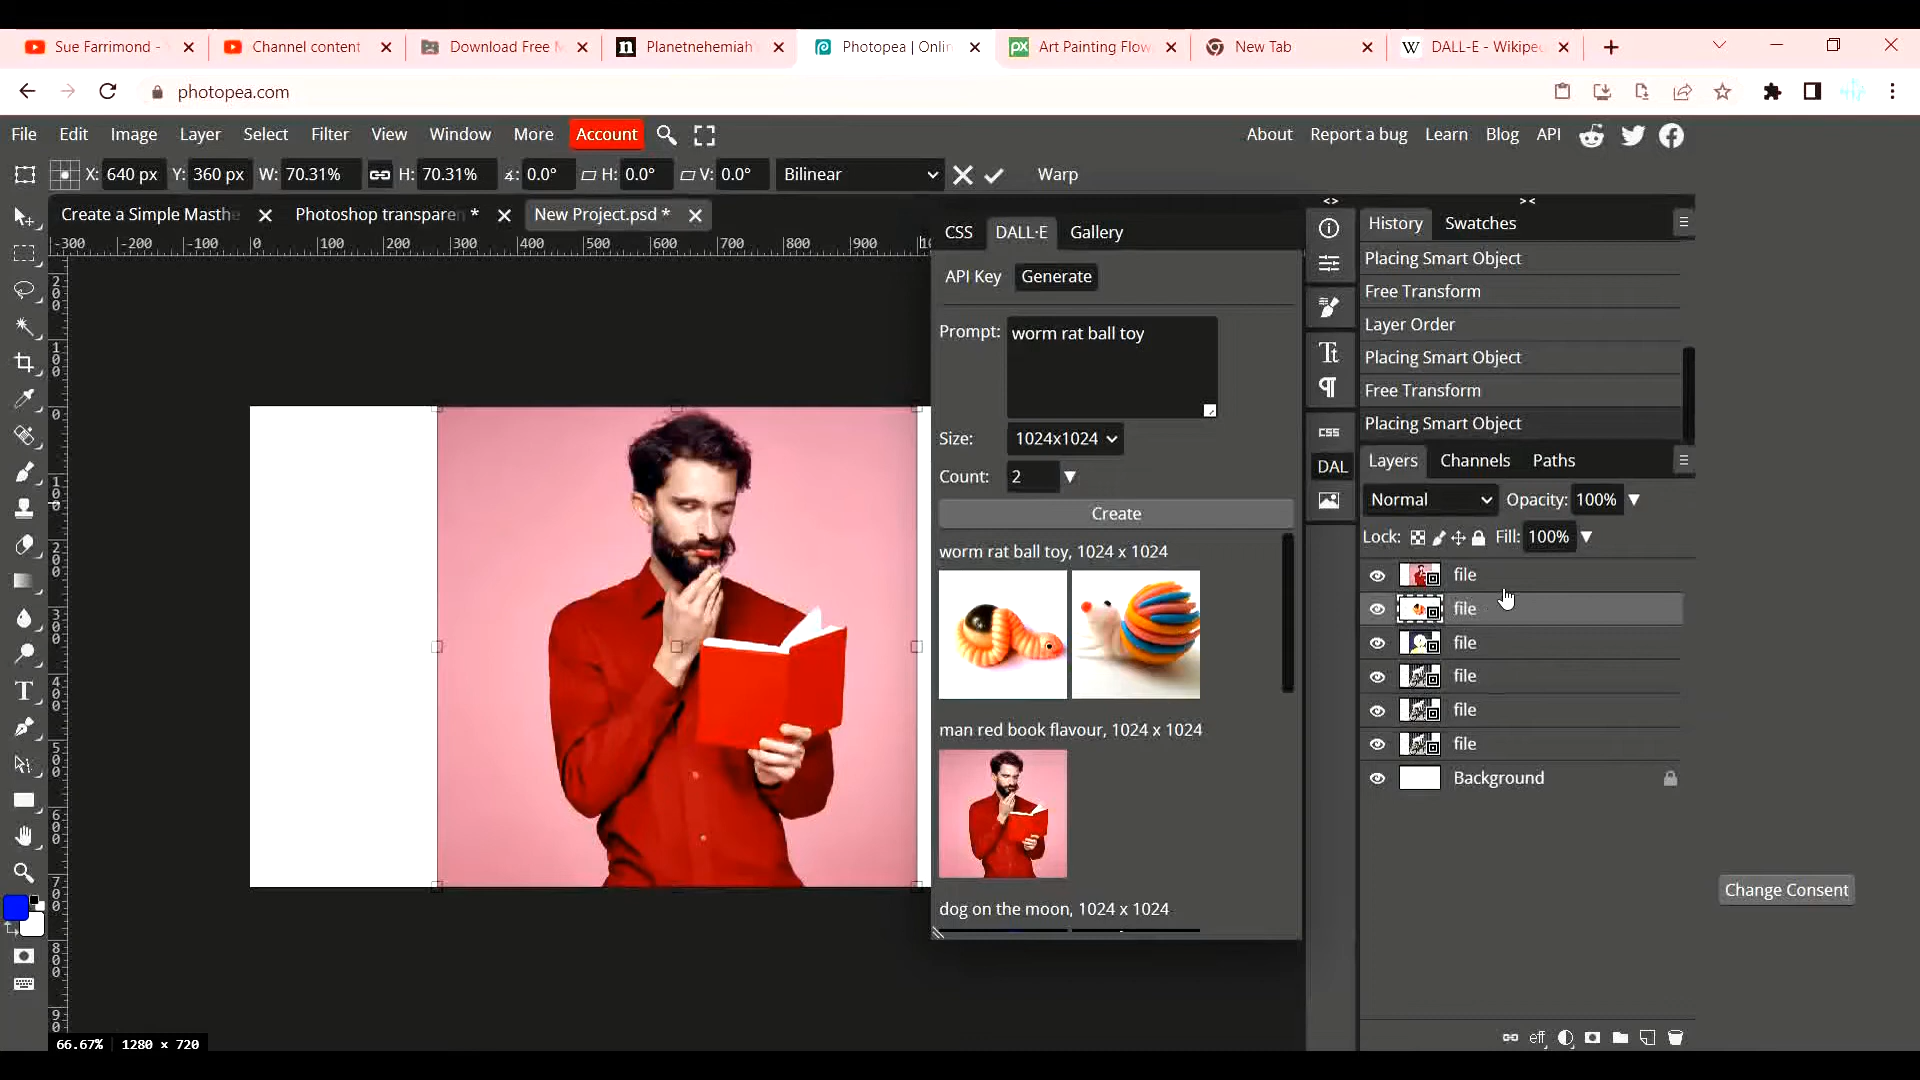 Sue Farrimond -
Channel content
Download Free M
Planetnehemiah
Photopea | Onlin
Art Painting Flow
New Tab
DALL-E - Wikiped
photopea.com
File Edit Image Layer Select Filter View Window More Account
About Report a bug Learn Blog API
X: 640 px Y: 360 px W: 70.31% H: 70.31% ∡: 0.0° H: 0.0° V: 0.0° Bilinear Warp
Create a Simple Masthe
Photoshop transparen *
New Project.psd *
-300 -200 -100 0 100 200 300 400 500 600 700 800 900
CSS DALL·E Gallery
API Key Generate
Prompt: worm rat ball toy
Size: 1024x1024
Count: 2
Create
worm rat ball toy, 1024 x 1024
man red book flavour, 1024 x 1024
dog on the moon, 1024 x 1024
CSS
DAL
History Swatches
Placing Smart Object
Free Transform
Layer Order
Placing Smart Object
Free Transform
Placing Smart Object
Layers Channels Paths
Normal Opacity: 100%
Lock: Fill: 100%
file
file
file
file
file
file
Background
Change Consent
eff
66.67% 1280 × 720